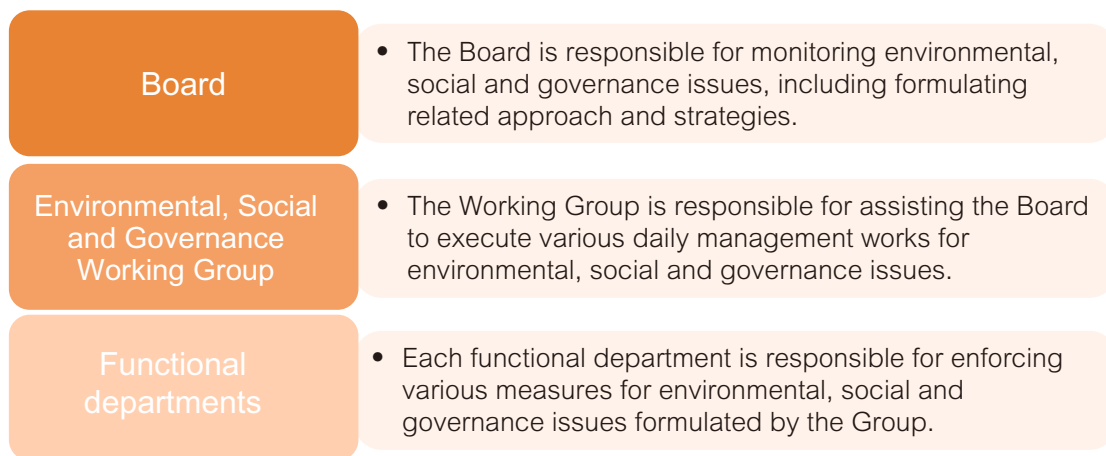 Board
• The Board is responsible for monitoring environmental,
social and governance issues, including formulating
related approach and strategies.
Environmental, Social
and Governance
Working Group
• The Working Group is responsible for assisting the Board
to execute various daily management works for
environmental, social and governance issues.
Functional
departments
• Each functional department is responsible for enforcing
various measures for environmental, social and
governance issues formulated by the Group.